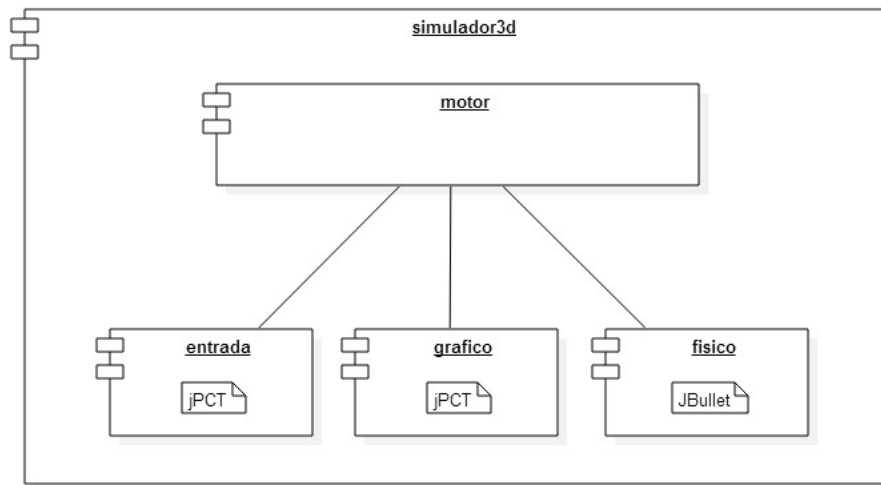 simulador3d
motor
entrada
grafico
fisico
jPCT
jPCT
JBullet